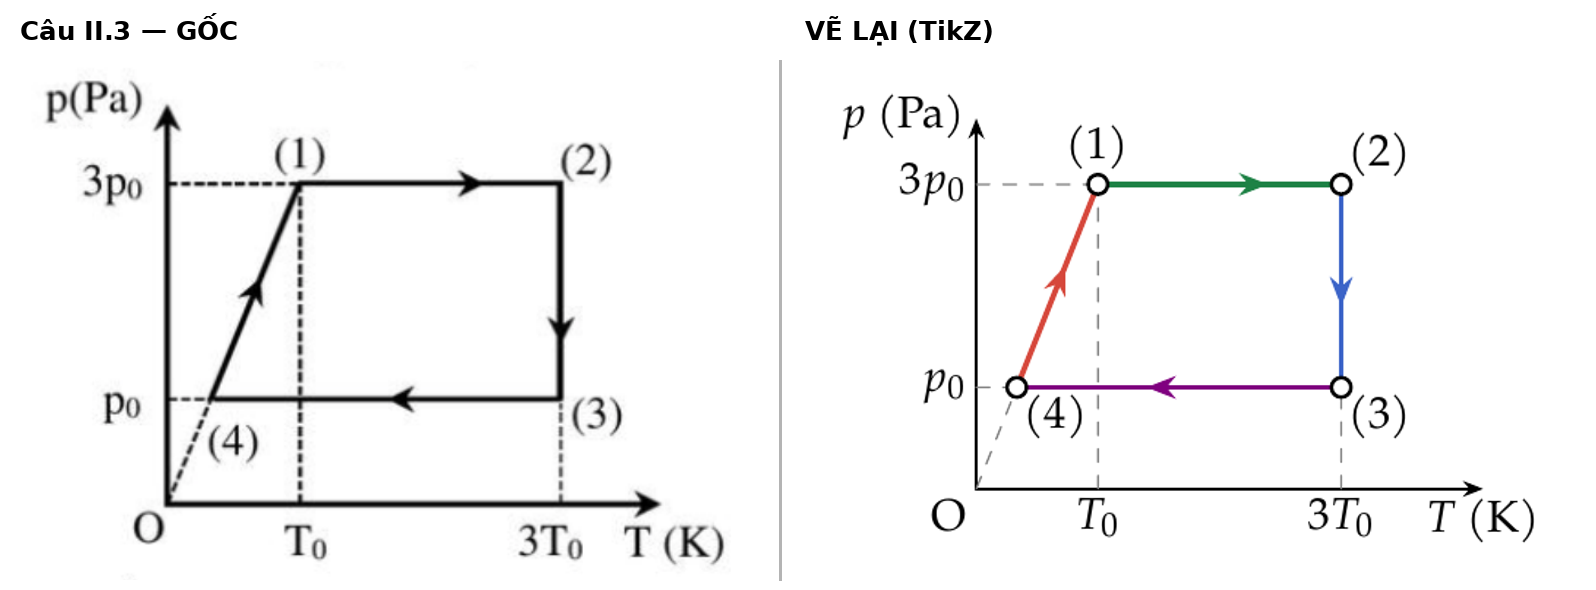 Câu II.3 — GỐC
p(Pa)
(1)
(2)
3p₀
p₀
(3)
(4)
O
T₀
3T₀
T (K)
VẼ LẠI (TikZ)
p (Pa)
(1)
(2)
3p₀
p₀
(4)
(3)
O
T₀
3T₀
T (K)